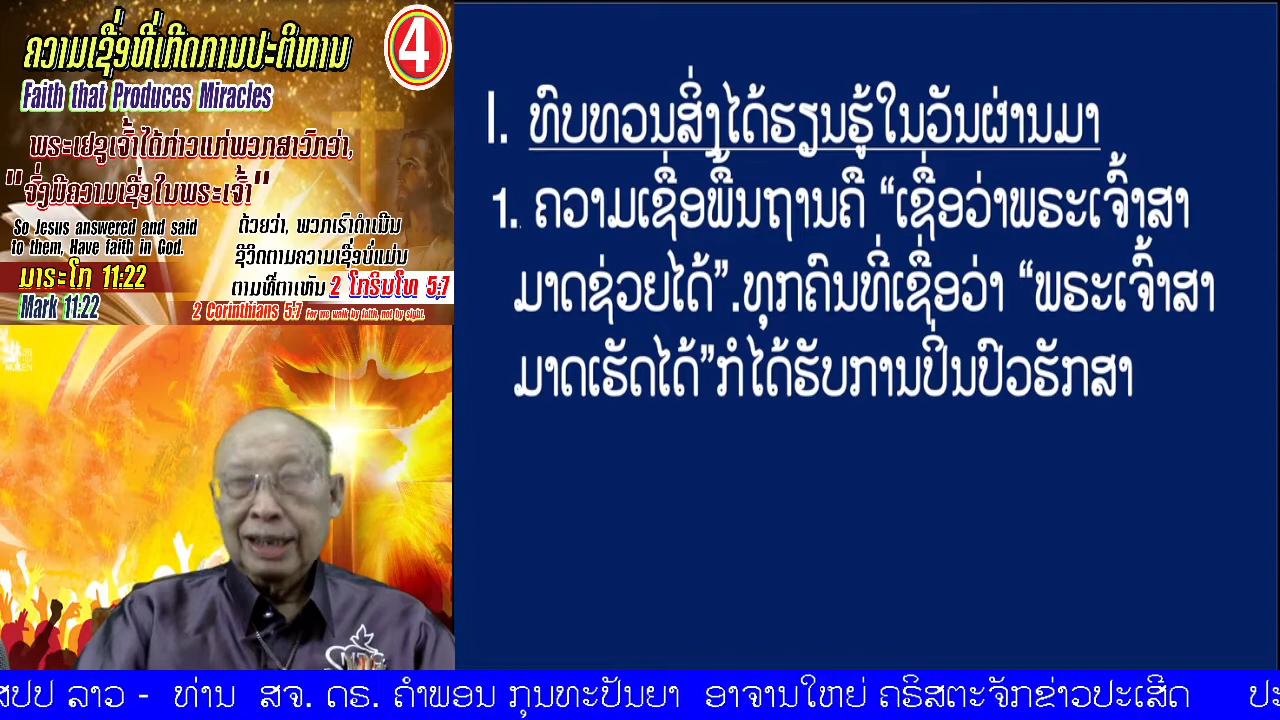 ຄວາມເຊື່ອທີ່ເກີດການປະຕິຫານ
4
Faith that Produces Miracles
ພຣະເຢຊູເຈົ້າໄດ້ກ່າວແກ່ພວກສາວົກວ່າ,
"ຈົ່ງມີຄວາມເຊື່ອໃນພຣະເຈົ້າ"
So Jesus answered and said
to them, Have faith in God.
ມາຣະໂກ 11:22
Mark 11:22
ດ້ວຍວ່າ, ພວກເຮົາດຳເນີນ
ຊີວິດຕາມຄວາມເຊື່ອບໍ່ແມ່ນ
ຕາມທີ່ຕາເຫັນ 2 ໂກຣິນໂທ 5:7
2 Corinthians 5:7 For we walk by faith, not by sight.
I. ທົບທວນສິ່ງໄດ້ຮຽນຮູ້ໃນວັນຜ່ານມາ
1. ຄວາມເຊື່ອພື້ນຖານຄື “ເຊື່ອວ່າພຣະເຈົ້າສາ
ມາດຊ່ວຍໄດ້”.ທຸກຄົນທີ່ເຊື່ອວ່າ “ພຣະເຈົ້າສາ
ມາດເຮັດໄດ້”ກໍໄດ້ຮັບການປິ່ນປົວຮັກສາ
ສປປ ລາວ - ທ່ານ ສຈ. ດຣ. ຄຳພອນ ກຸນທະປັນຍາ ອາຈານໃຫຍ່ ຄຣິສຕະຈັກຂ່າວປະເສີດ ປະ